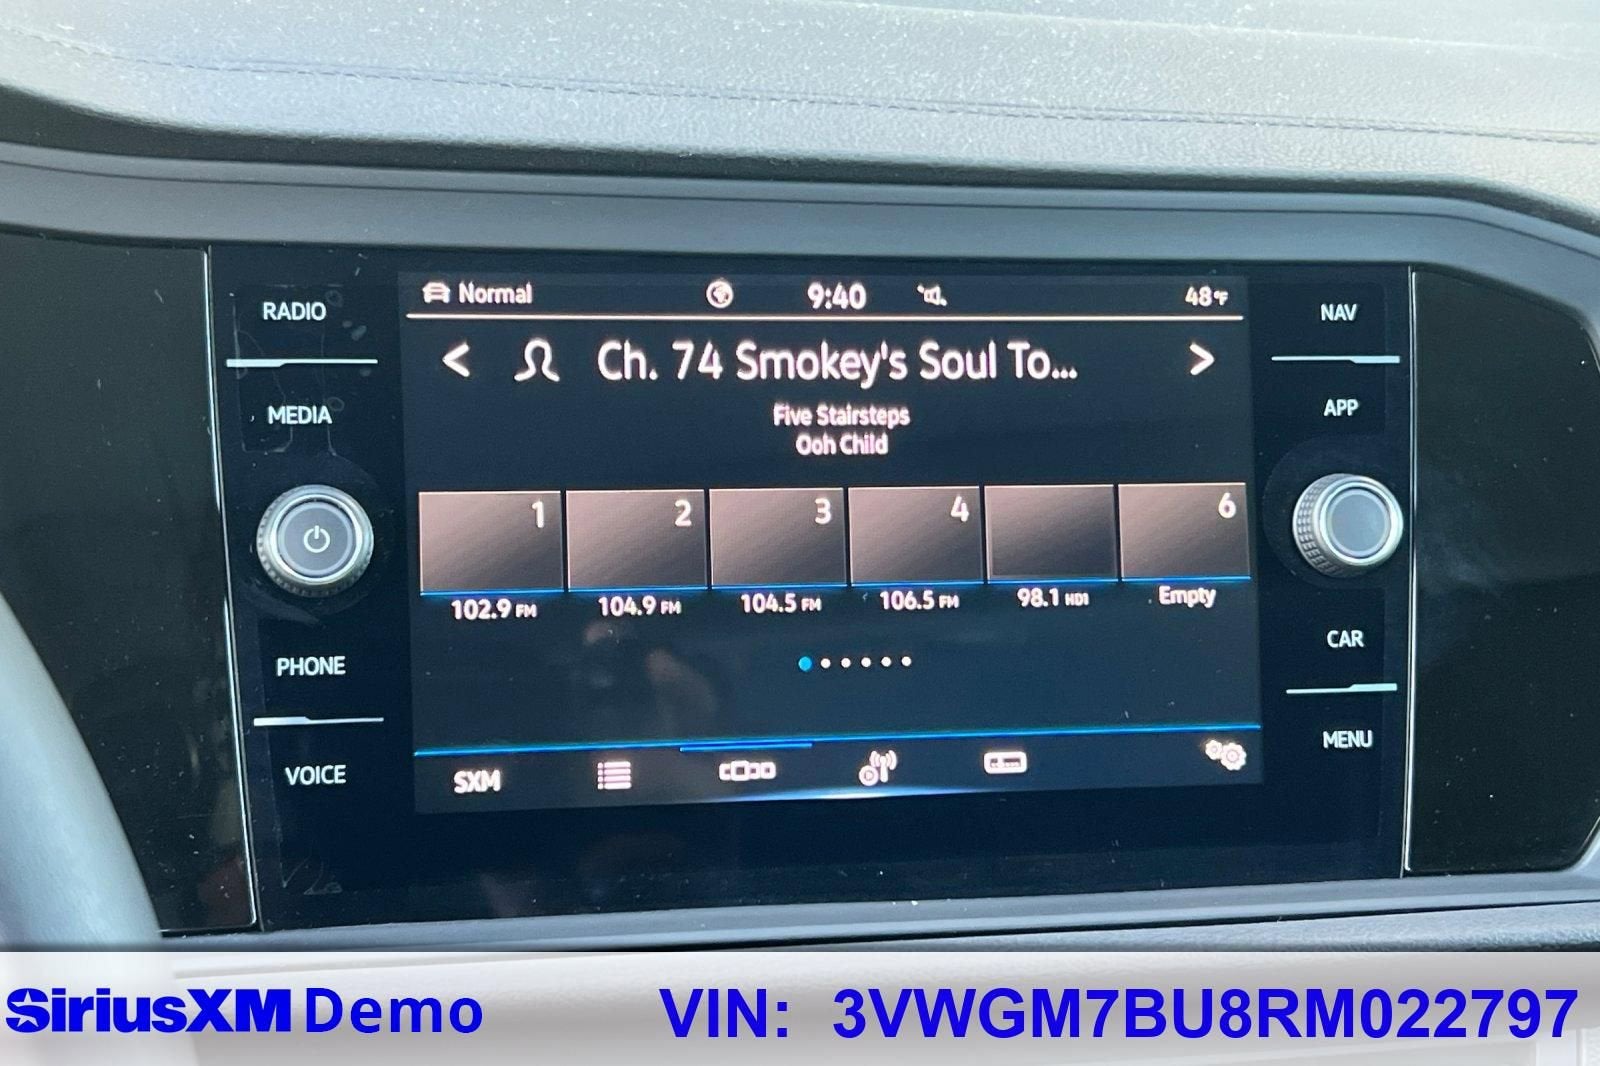 Normal 9:40 48°F
< Ch. 74 Smokey's Soul To... >
Five Stairsteps
Ooh Child
1 2 3 4 6
102.9 FM 104.9 FM 104.5 FM 106.5 FM 98.1 HD1 Empty
SXM
RADIO
MEDIA
PHONE
VOICE
NAV
APP
CAR
MENU
SiriusXM Demo VIN: 3VWGM7BU8RM022797